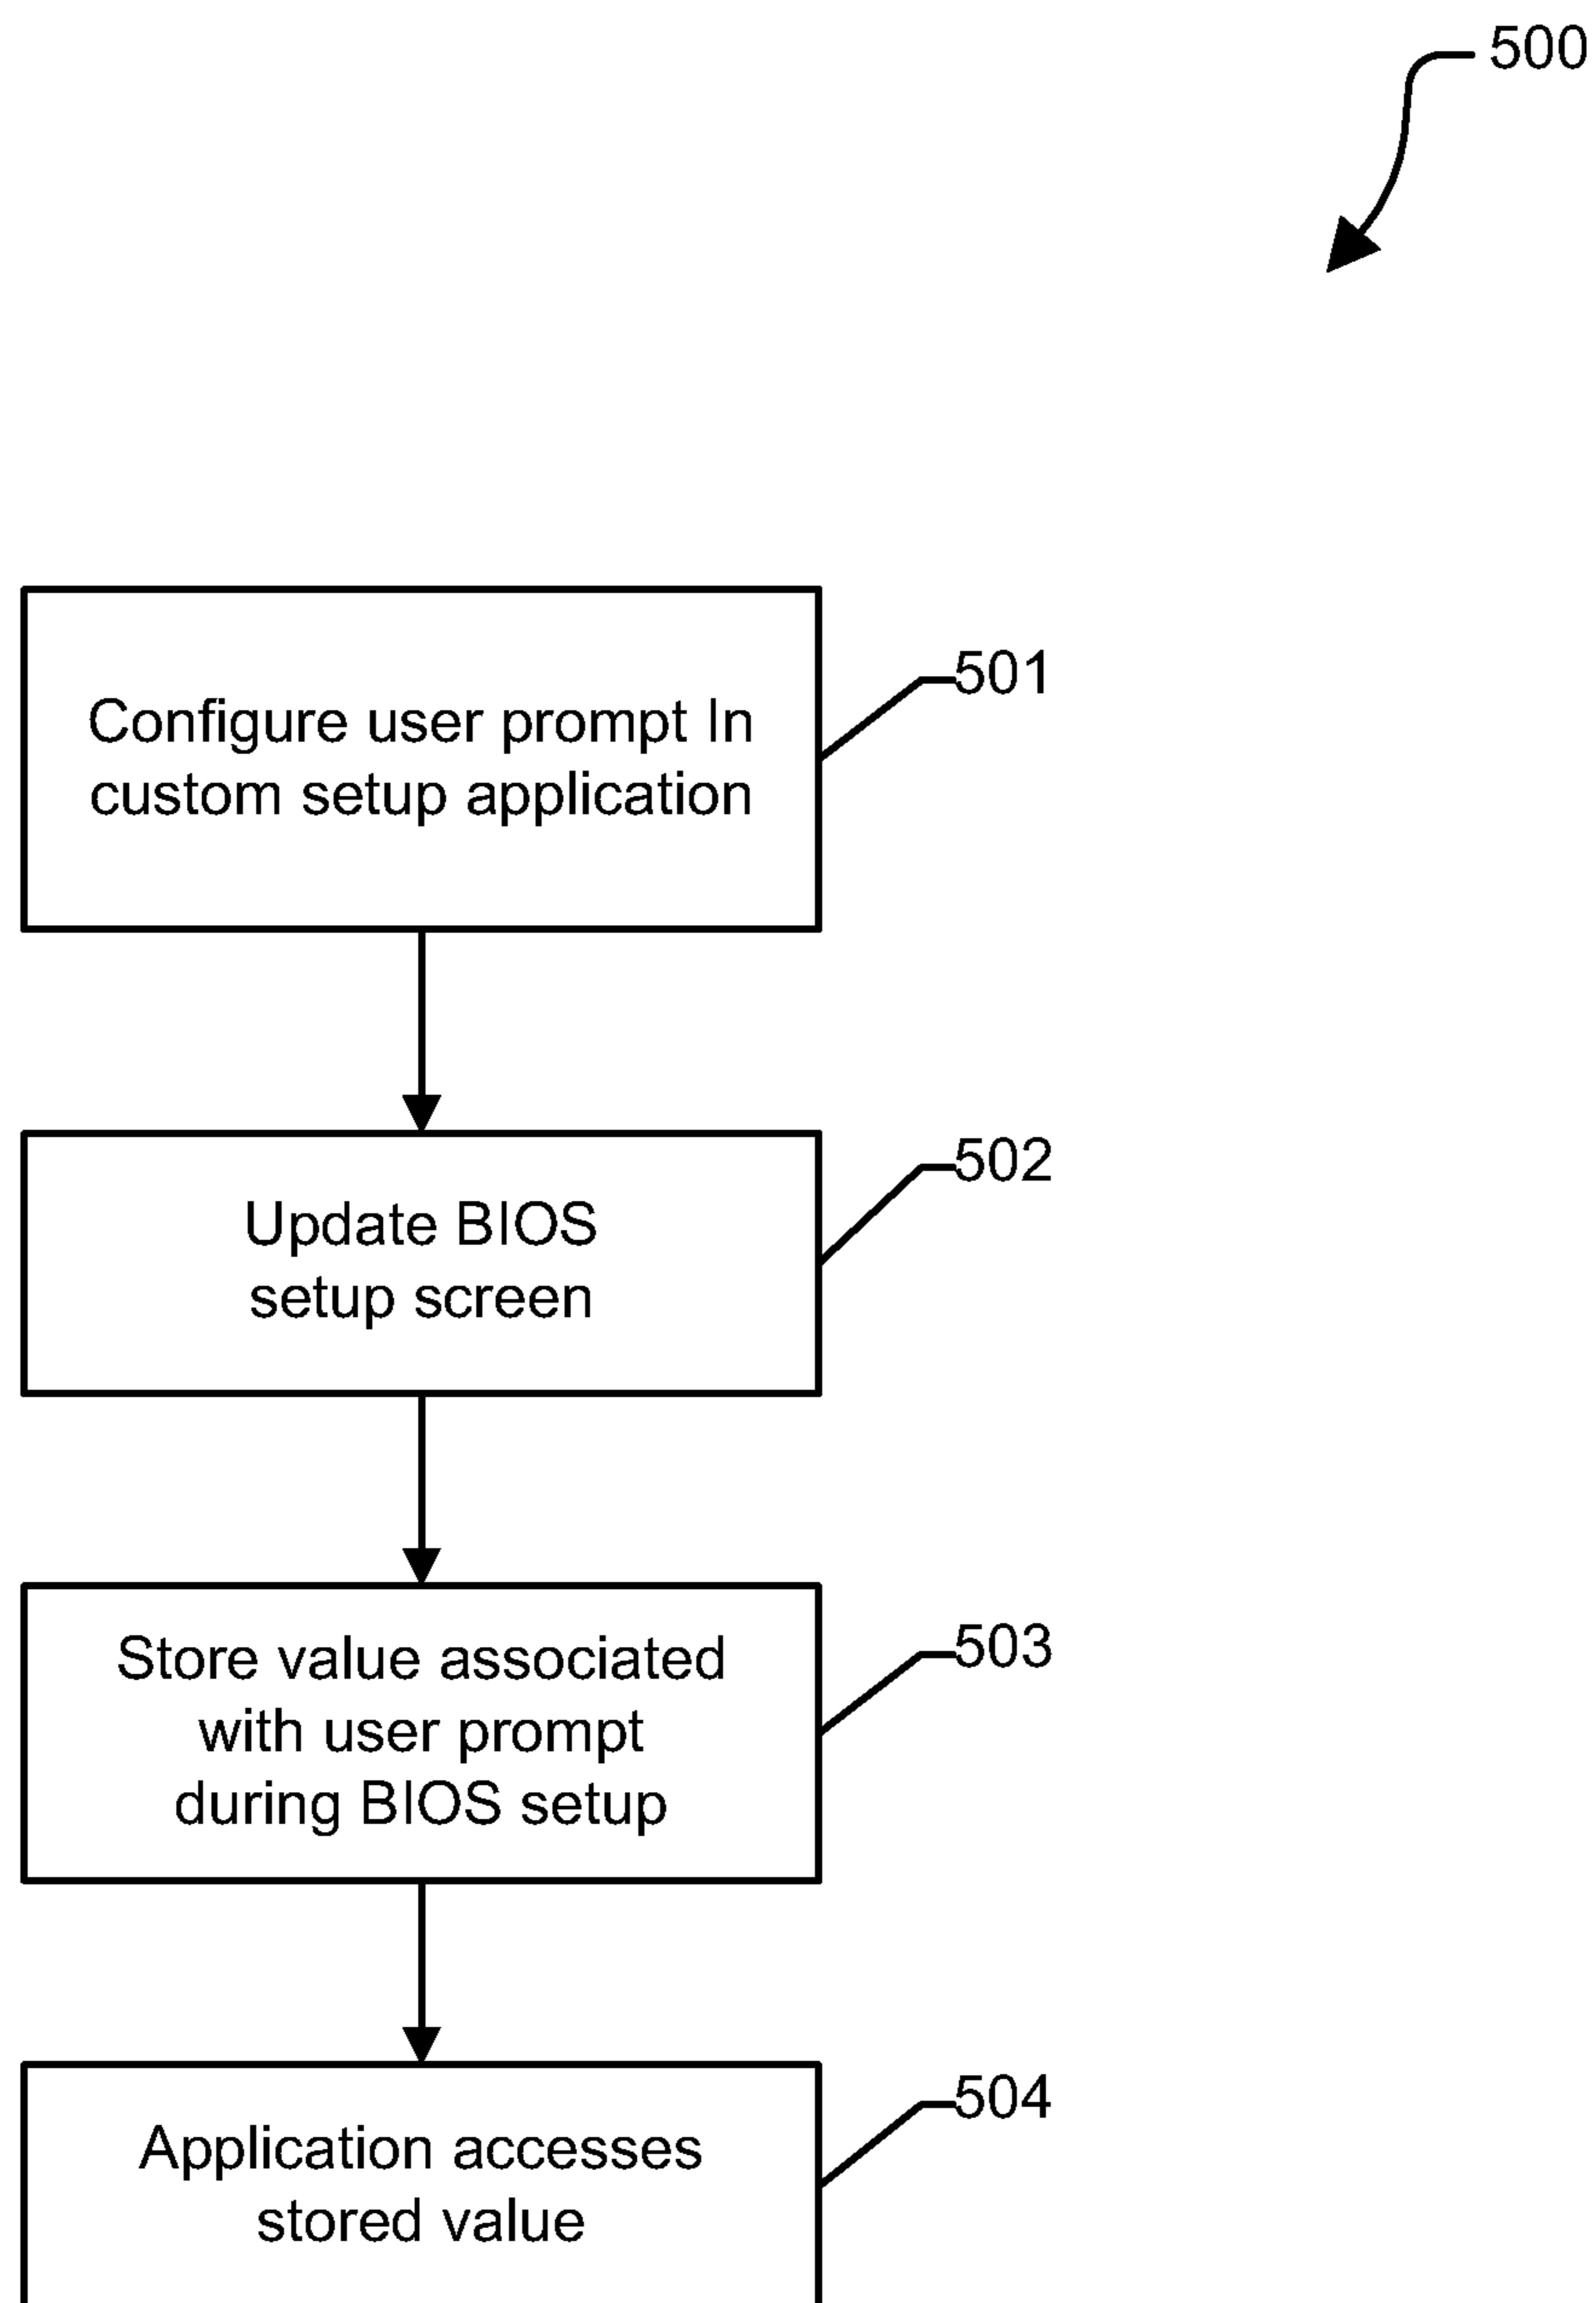 500
Configure user prompt In
custom setup application
501
Update BIOS
setup screen
502
Store value associated
with user prompt
during BIOS setup
503
Application accesses
stored value
504